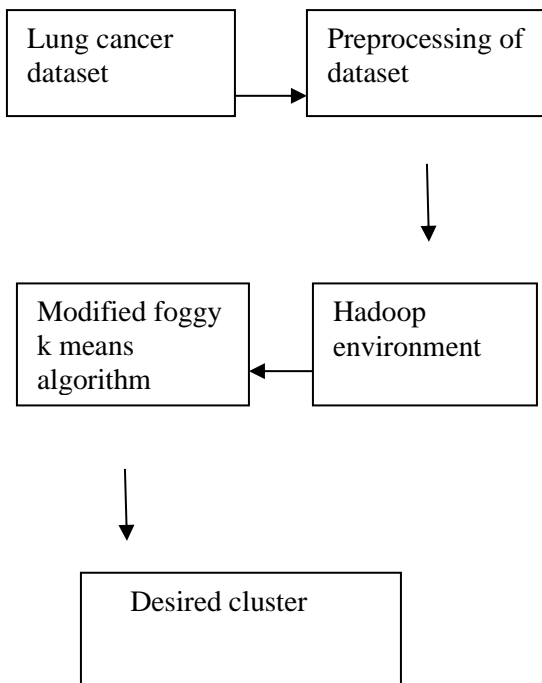 Lung cancer
dataset
Preprocessing of
dataset
Hadoop
environment
Modified foggy
k means
algorithm
Desired cluster